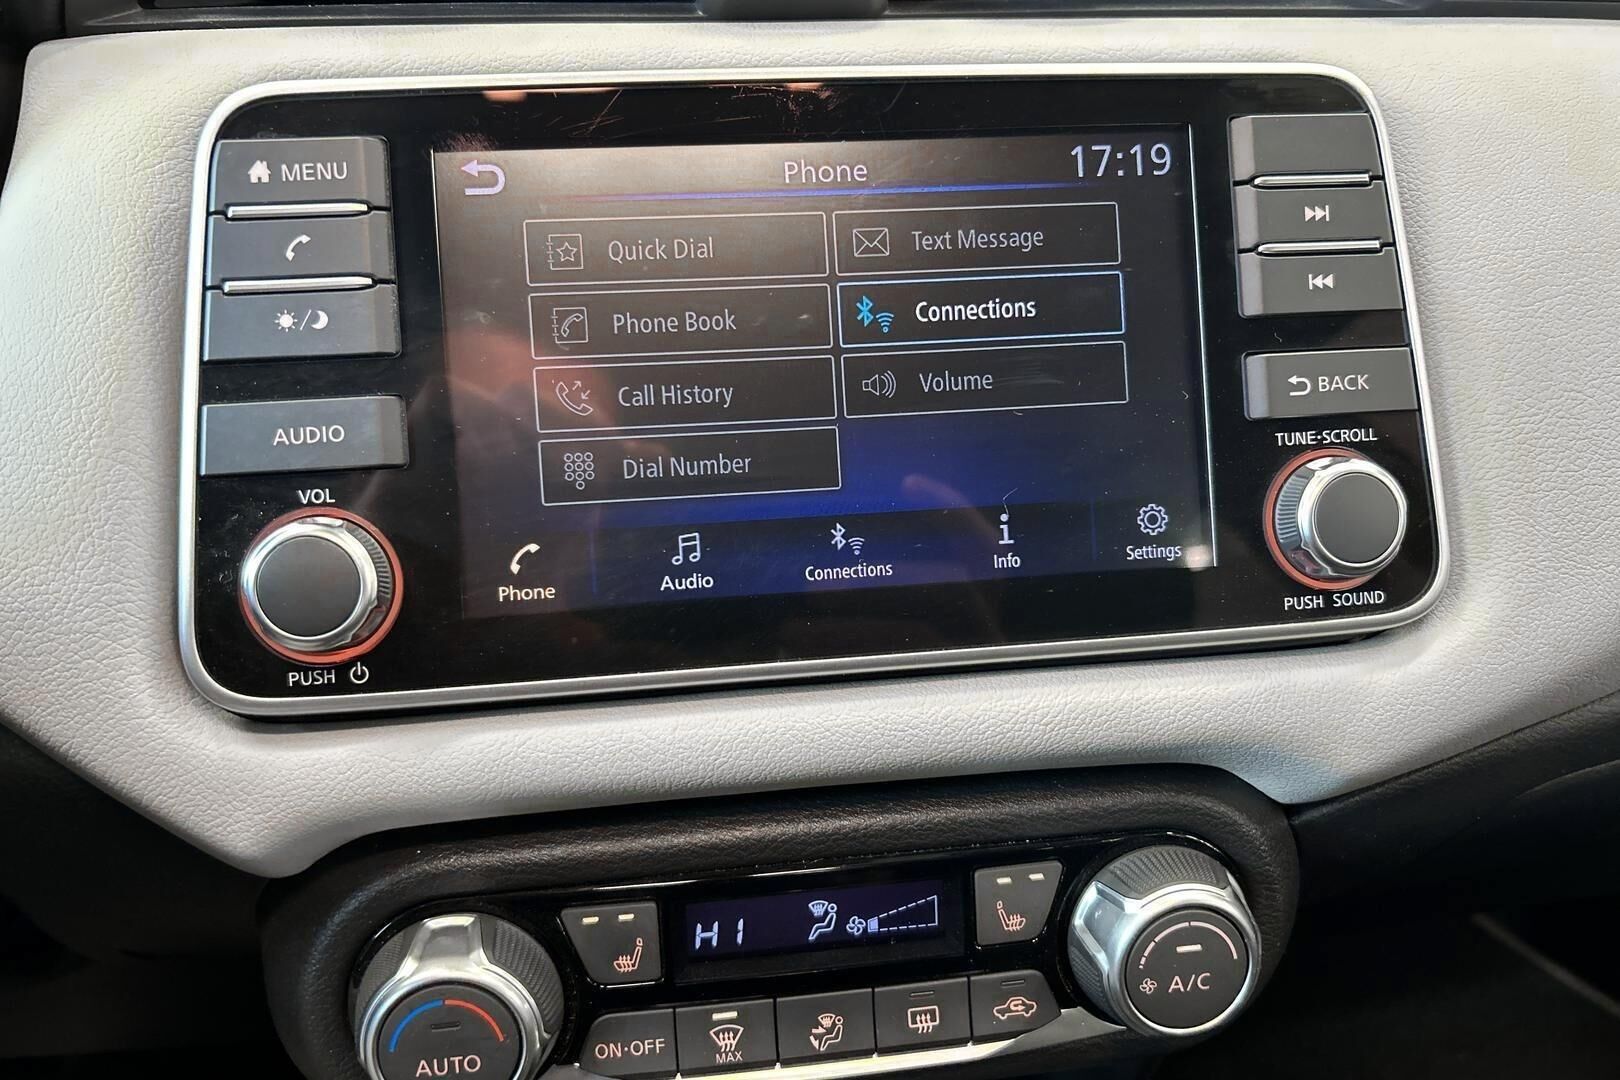 MENU
AUDIO
VOL
PUSH
Phone
17:19
Quick Dial
Text Message
Phone Book
Connections
Call History
Volume
Dial Number
Phone
Audio
Connections
Info
Settings
BACK
TUNE·SCROLL
PUSH SOUND
HI
AUTO
ON·OFF
MAX
A/C